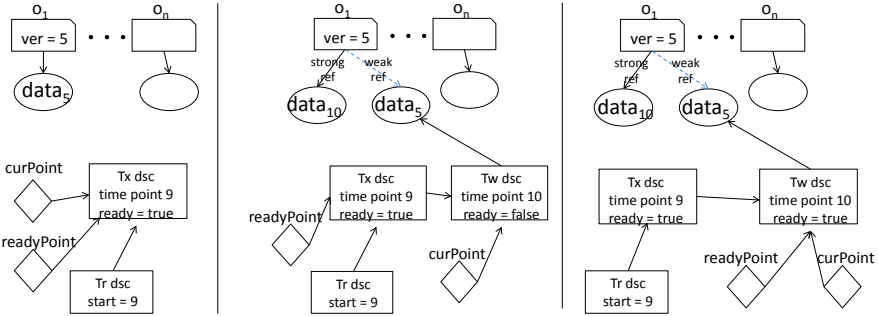 o1
on
ver = 5
data5
curPoint
Tx dsc
time point 9
ready = true
readyPoint
Tr dsc
start = 9
o1
on
ver = 5
strong
ref
weak
ref
data10
data5
Tx dsc
time point 9
ready = true
Tw dsc
time point 10
ready = false
readyPoint
curPoint
Tr dsc
start = 9
o1
on
ver = 5
strong
ref
weak
ref
data10
data5
Tx dsc
time point 9
ready = true
Tw dsc
time point 10
ready = true
readyPoint
curPoint
Tr dsc
start = 9